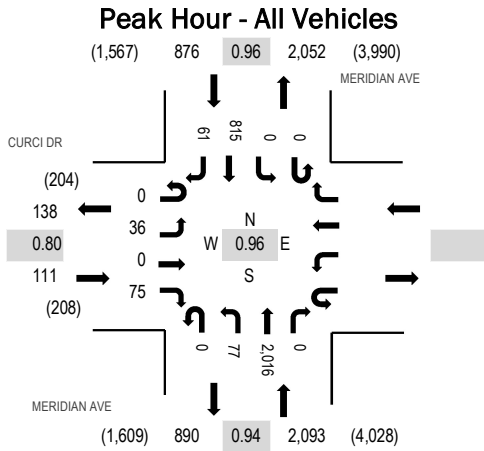 Peak Hour - All Vehicles
(1,567) 876 0.96 2,052 (3,990)
MERIDIAN AVE
CURCI DR
61 815 0 0
(204)
138
0.80
111
(208)
0
36
0
75
N
W 0.96 E
S
0 77 2,016 0
MERIDIAN AVE
(1,609) 890 0.94 2,093 (4,028)